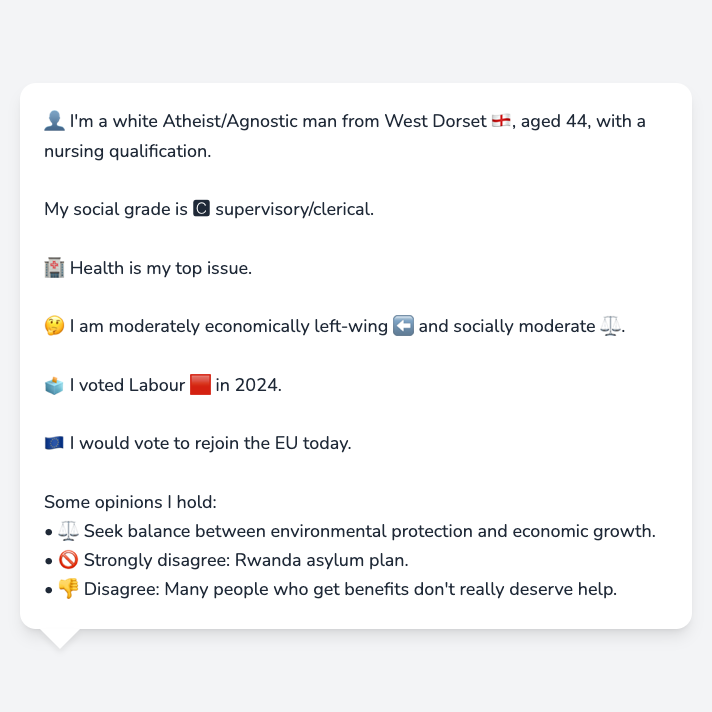 👤 I'm a white Atheist/Agnostic man from West Dorset 🏴󠁧󠁢󠁥󠁮󠁧󠁿, aged 44, with a
nursing qualification.
My social grade is 🅲 supervisory/clerical.
🏥 Health is my top issue.
🤔 I am moderately economically left-wing ⬅️ and socially moderate ⚖️.
🗳️ I voted Labour 🟥 in 2024.
🇪🇺 I would vote to rejoin the EU today.
Some opinions I hold:
• ⚖️ Seek balance between environmental protection and economic growth.
• 🚫 Strongly disagree: Rwanda asylum plan.
• 👎 Disagree: Many people who get benefits don't really deserve help.